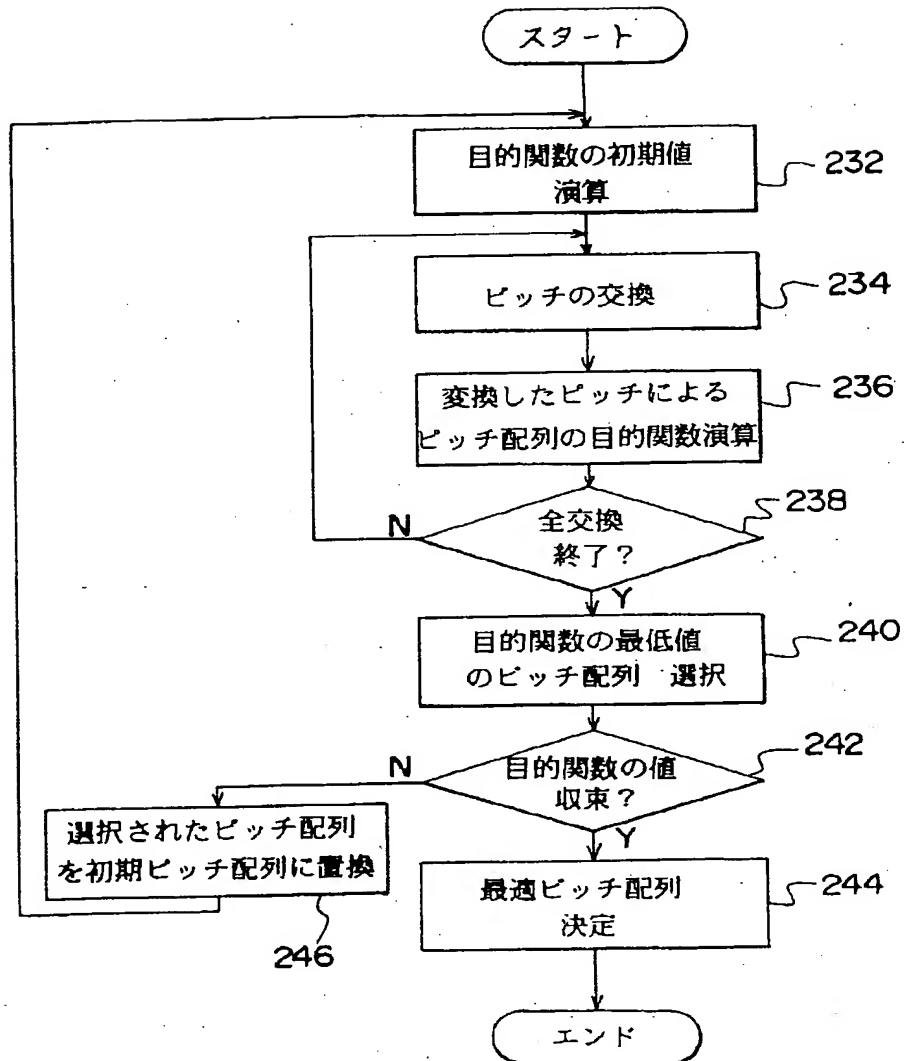 スタート
目的関数の初期値
演算
232
ピッチの交換
234
変換したピッチによる
ピッチ配列の目的関数演算
236
全交換
終了?
238
N
Y
目的関数の最低値
のピッチ配列 選択
240
目的関数の値
収束?
242
N
Y
選択されたピッチ配列
を初期ピッチ配列に置換
246
最適ピッチ配列
決定
244
エンド